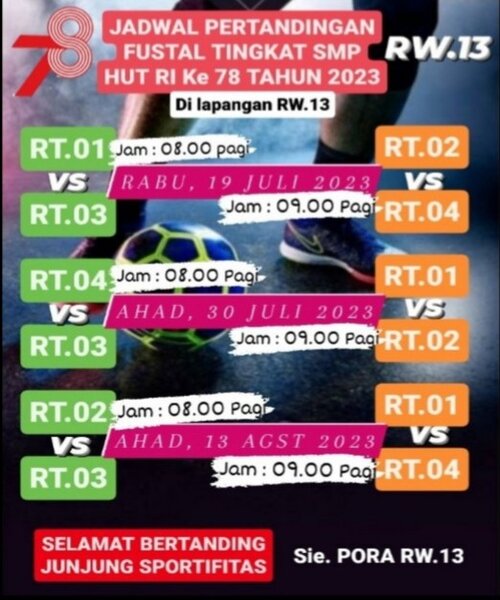 78
JADWAL PERTANDINGAN
FUSTAL TINGKAT SMP
HUT RI Ke 78 TAHUN 2023
RW.13
Di lapangan RW.13
RT.01
VS
RT.03
Jam : 08.00 pagi
RABU, 19 JULI 2023
Jam : 09.00 Pagi
RT.02
VS
RT.04
RT.04
VS
RT.03
Jam : 08.00 Pagi
AHAD, 30 JULI 2023
Jam : 09.00 Pagi
RT.01
VS
RT.02
RT.02
VS
RT.03
Jam : 08.00 Pagi
AHAD, 13 AGST 2023
Jam : 09.00 Pagi
RT.01
VS
RT.04
SELAMAT BERTANDING
JUNJUNG SPORTIFITAS
Sie. PORA RW.13